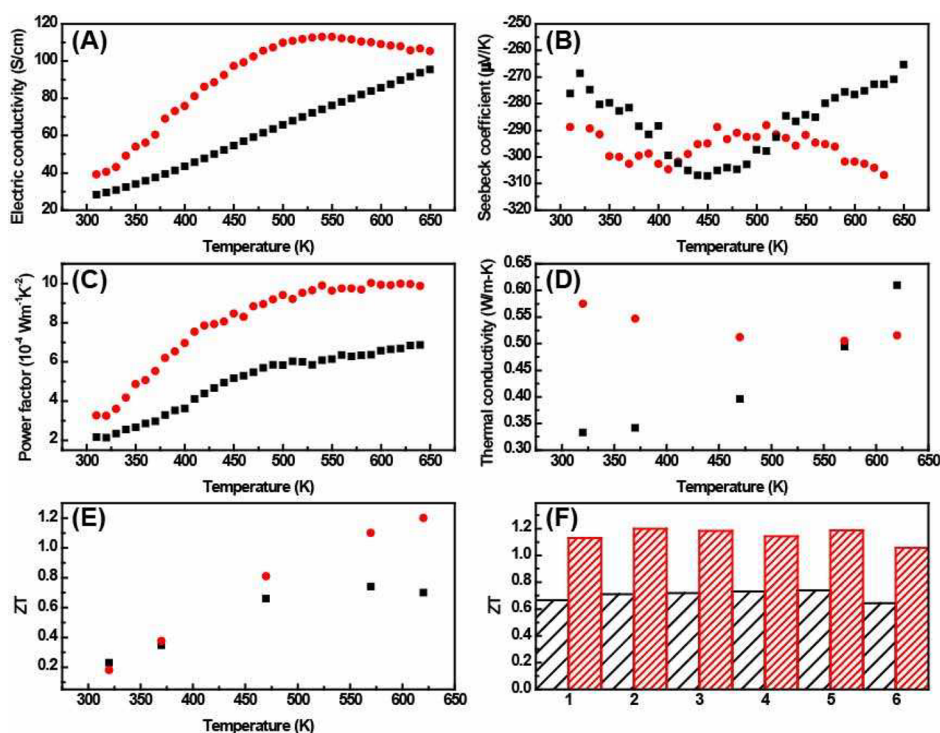 (A)
Electric conductivity (S/cm)
120
100
80
60
40
20
300 350 400 450 500 550 600 650
Temperature (K)
(B)
Seebeck coefficient (µV/K)
-250
-260
-270
-280
-290
-300
-310
-320
300 350 400 450 500 550 600 650
Temperature (K)
(C)
Power factor (10⁻⁴ Wm⁻¹K⁻²)
10
8
6
4
2
300 350 400 450 500 550 600 650
Temperature (K)
(D)
Thermal conductivity (W/m-K)
0.65
0.60
0.55
0.50
0.45
0.40
0.35
0.30
300 350 400 450 500 550 600 650
Temperature (K)
(E)
ZT
1.2
1.0
0.8
0.6
0.4
0.2
300 350 400 450 500 550 600 650
Temperature (K)
(F)
ZT
1.2
1.0
0.8
0.6
0.4
0.2
0.0
1 2 3 4 5 6